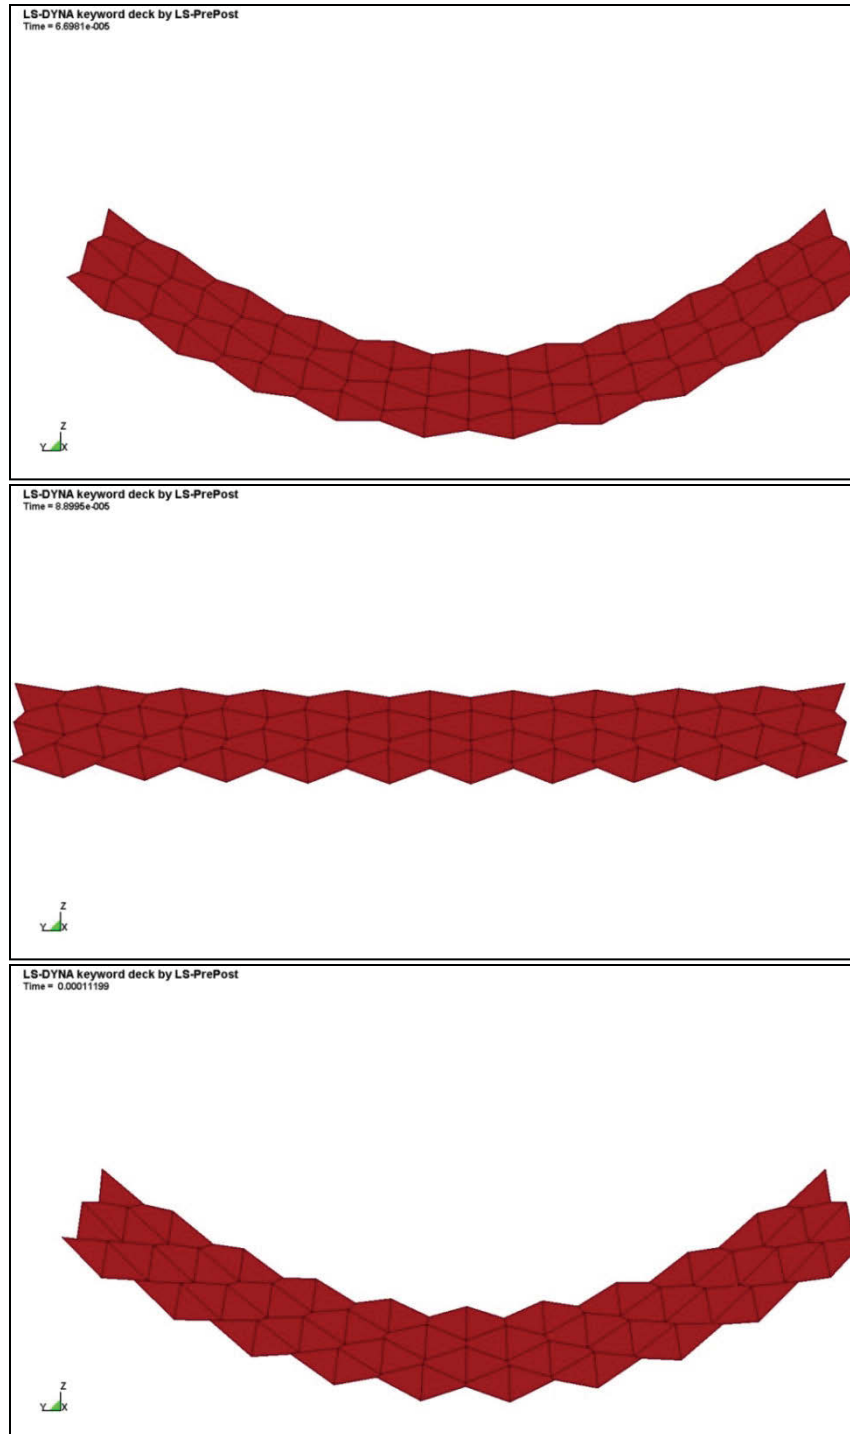 LS-DYNA keyword deck by LS-PrePost
Time = 6.6981e-005
Z
Y X
LS-DYNA keyword deck by LS-PrePost
Time = 8.8995e-005
Z
Y X
LS-DYNA keyword deck by LS-PrePost
Time = 0.00011199
Z
Y X